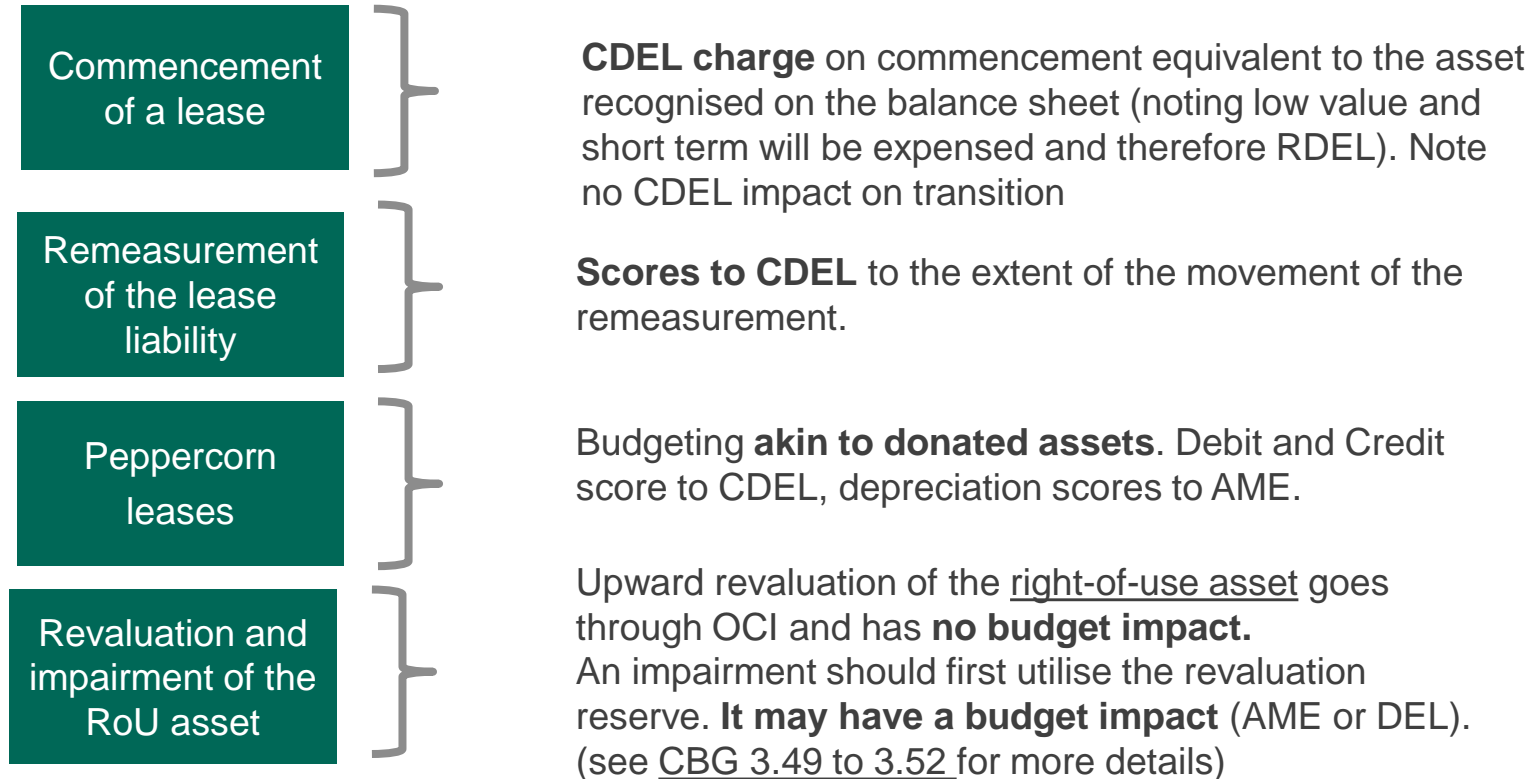 Commencement
of a lease
CDEL charge on commencement equivalent to the asset
recognised on the balance sheet (noting low value and
short term will be expensed and therefore RDEL). Note
no CDEL impact on transition
Remeasurement
of the lease
liability
Scores to CDEL to the extent of the movement of the
remeasurement.
Peppercorn
leases
Budgeting akin to donated assets. Debit and Credit
score to CDEL, depreciation scores to AME.
Revaluation and
impairment of the
RoU asset
Upward revaluation of the right-of-use asset goes
through OCI and has no budget impact.
An impairment should first utilise the revaluation
reserve. It may have a budget impact (AME or DEL).
(see CBG 3.49 to 3.52 for more details)